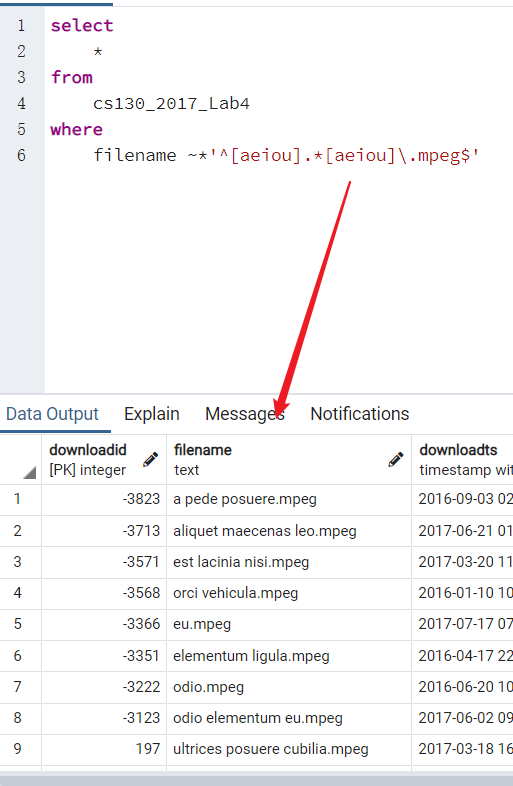 1 select
2 *
3 from
4 cs130_2017_Lab4
5 where
6 filename ~*'^[aeiou].*[aeiou]\.mpeg$'
Data Output Explain Messages Notifications
downloadid filename downloadts
[PK] integer text timestamp wit
1 -3823 a pede posuere.mpeg 2016-09-03 02
2 -3713 aliquet maecenas leo.mpeg 2017-06-21 01
3 -3571 est lacinia nisi.mpeg 2017-03-20 11
4 -3568 orci vehicula.mpeg 2016-01-10 10
5 -3366 eu.mpeg 2017-07-17 07
6 -3351 elementum ligula.mpeg 2016-04-17 22
7 -3222 odio.mpeg 2016-06-20 10
8 -3123 odio elementum eu.mpeg 2017-06-02 09
9 197 ultrices posuere cubilia.mpeg 2017-03-18 16